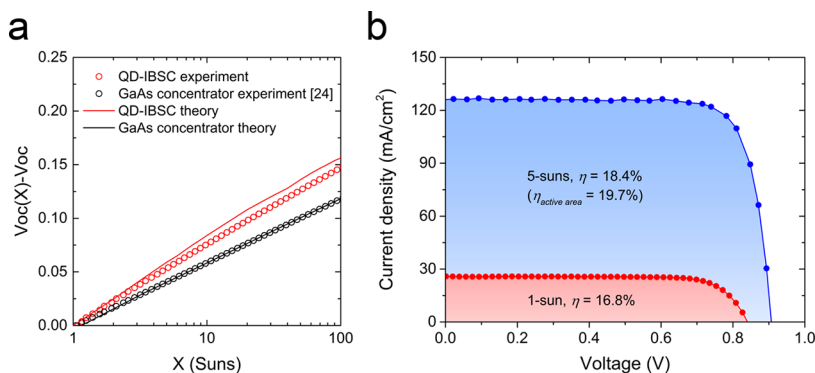 a
0.25
0.20
0.15
0.10
0.05
0.00
Voc(X)-Voc
QD-IBSC experiment
GaAs concentrator experiment [24]
QD-IBSC theory
GaAs concentrator theory
1
10
100
X (Suns)
b
150
120
90
60
30
0
Current density (mA/cm²)
5-suns, η = 18.4%
(ηactive area = 19.7%)
1-sun, η = 16.8%
0.0
0.2
0.4
0.6
0.8
1.0
Voltage (V)